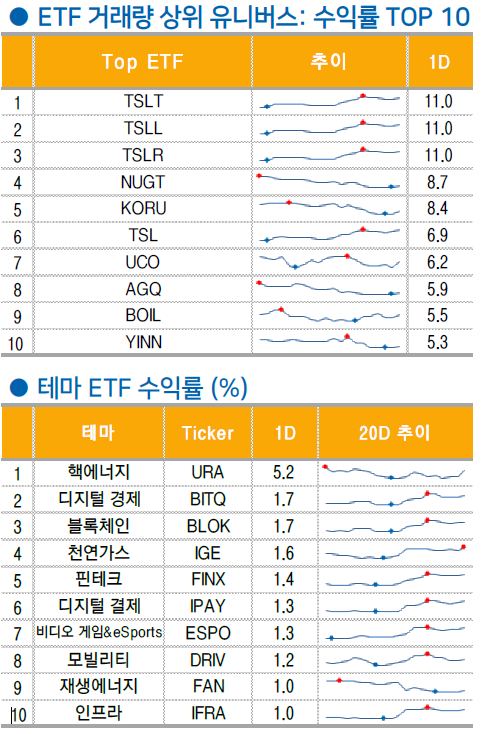 ● ETF 거래량 상위 유니버스: 수익률 TOP 10
Top ETF 추이 1D
1 TSLT 11.0
2 TSLL 11.0
3 TSLR 11.0
4 NUGT 8.7
5 KORU 8.4
6 TSL 6.9
7 UCO 6.2
8 AGQ 5.9
9 BOIL 5.5
10 YINN 5.3
● 테마 ETF 수익률 (%)
테마 Ticker 1D 20D 추이
1 핵에너지 URA 5.2
2 디지털 경제 BITQ 1.7
3 블록체인 BLOK 1.7
4 천연가스 IGE 1.6
5 핀테크 FINX 1.4
6 디지털 결제 IPAY 1.3
7 비디오 게임&eSports ESPO 1.3
8 모빌리티 DRIV 1.2
9 재생에너지 FAN 1.0
10 인프라 IFRA 1.0